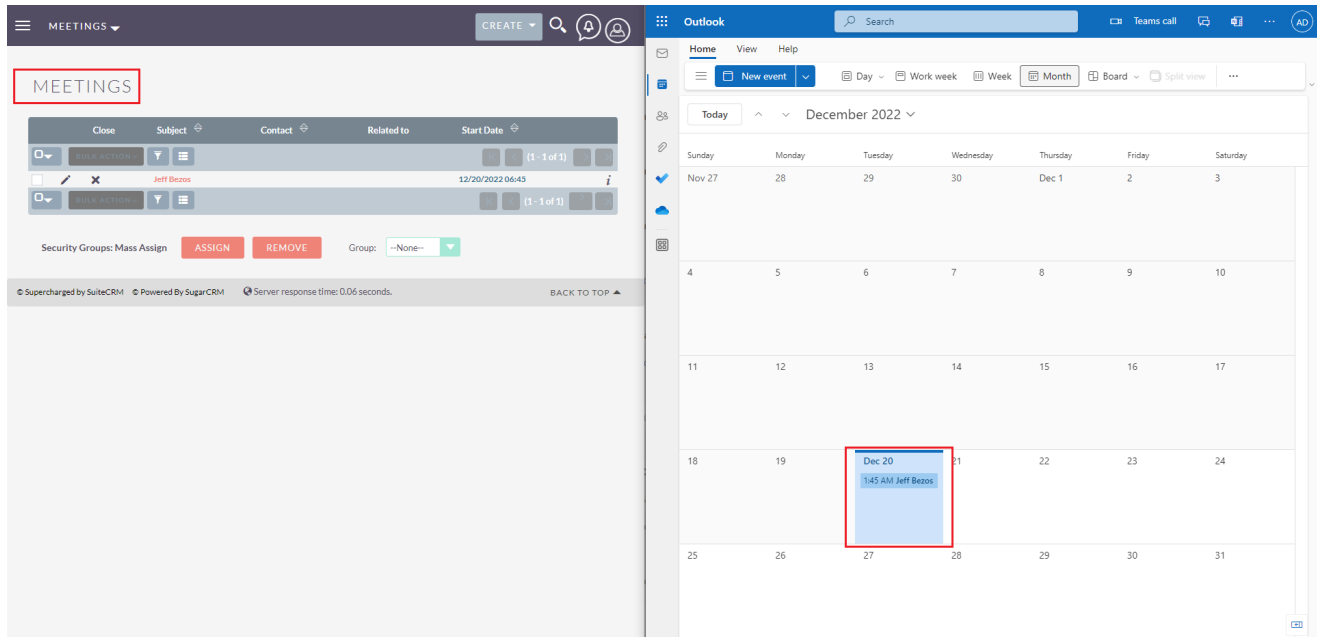 MEETINGS
CREATE
MEETINGS
Close Subject Contact Related to Start Date
BULK ACTION (1 - 1 of 1)
Jeff Bezos 12/20/2022 06:45 i
BULK ACTION (1 - 1 of 1)
Security Groups: Mass Assign ASSIGN REMOVE Group: --None--
© Supercharged by SuiteCRM © Powered By SugarCRM Server response time: 0.06 seconds. BACK TO TOP
Outlook Search Teams call AD
Home View Help
New event Day Work week Week Month Board Split view ...
Today December 2022
Sunday Monday Tuesday Wednesday Thursday Friday Saturday
Nov 27 28 29 30 Dec 1 2 3
4 5 6 7 8 9 10
11 12 13 14 15 16 17
18 19 Dec 20 21 22 23 24
1:45 AM Jeff Bezos
25 26 27 28 29 30 31